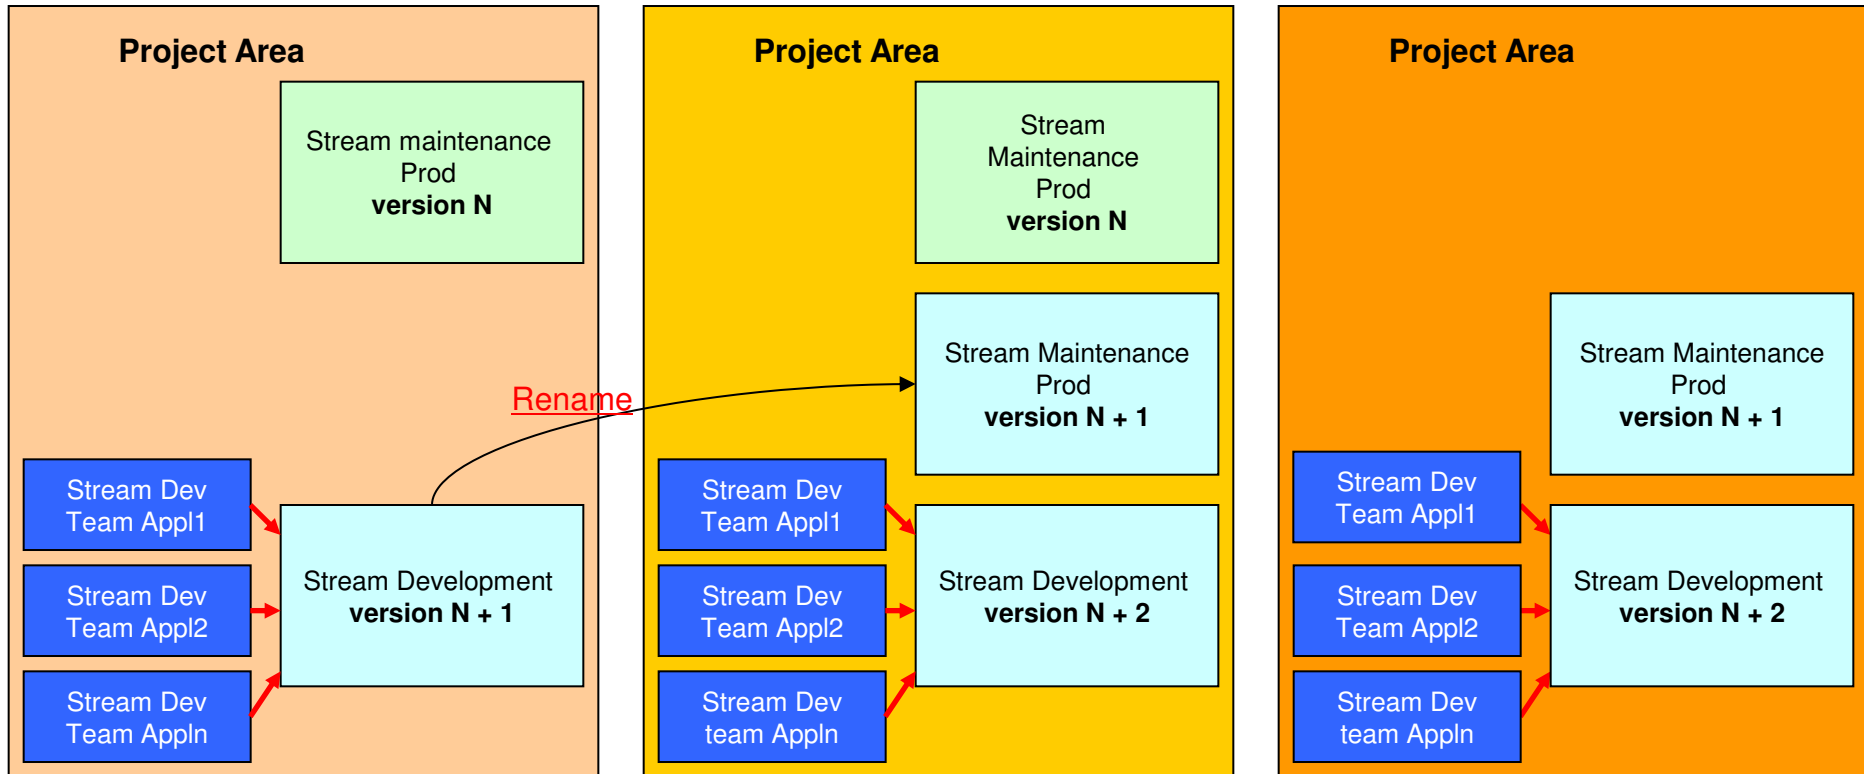 Project Area
Stream maintenance
Prod
version N
Rename
Stream Dev
Team Appl1
Stream Dev
Team Appl2
Stream Dev
Team Appln
Stream Development
version N + 1
Project Area
Stream
Maintenance
Prod
version N
Stream Maintenance
Prod
version N + 1
Stream Dev
Team Appl1
Stream Dev
Team Appl2
Stream Dev
team Appln
Stream Development
version N + 2
Project Area
Stream Maintenance
Prod
version N + 1
Stream Dev
Team Appl1
Stream Dev
Team Appl2
Stream Dev
team Appln
Stream Development
version N + 2